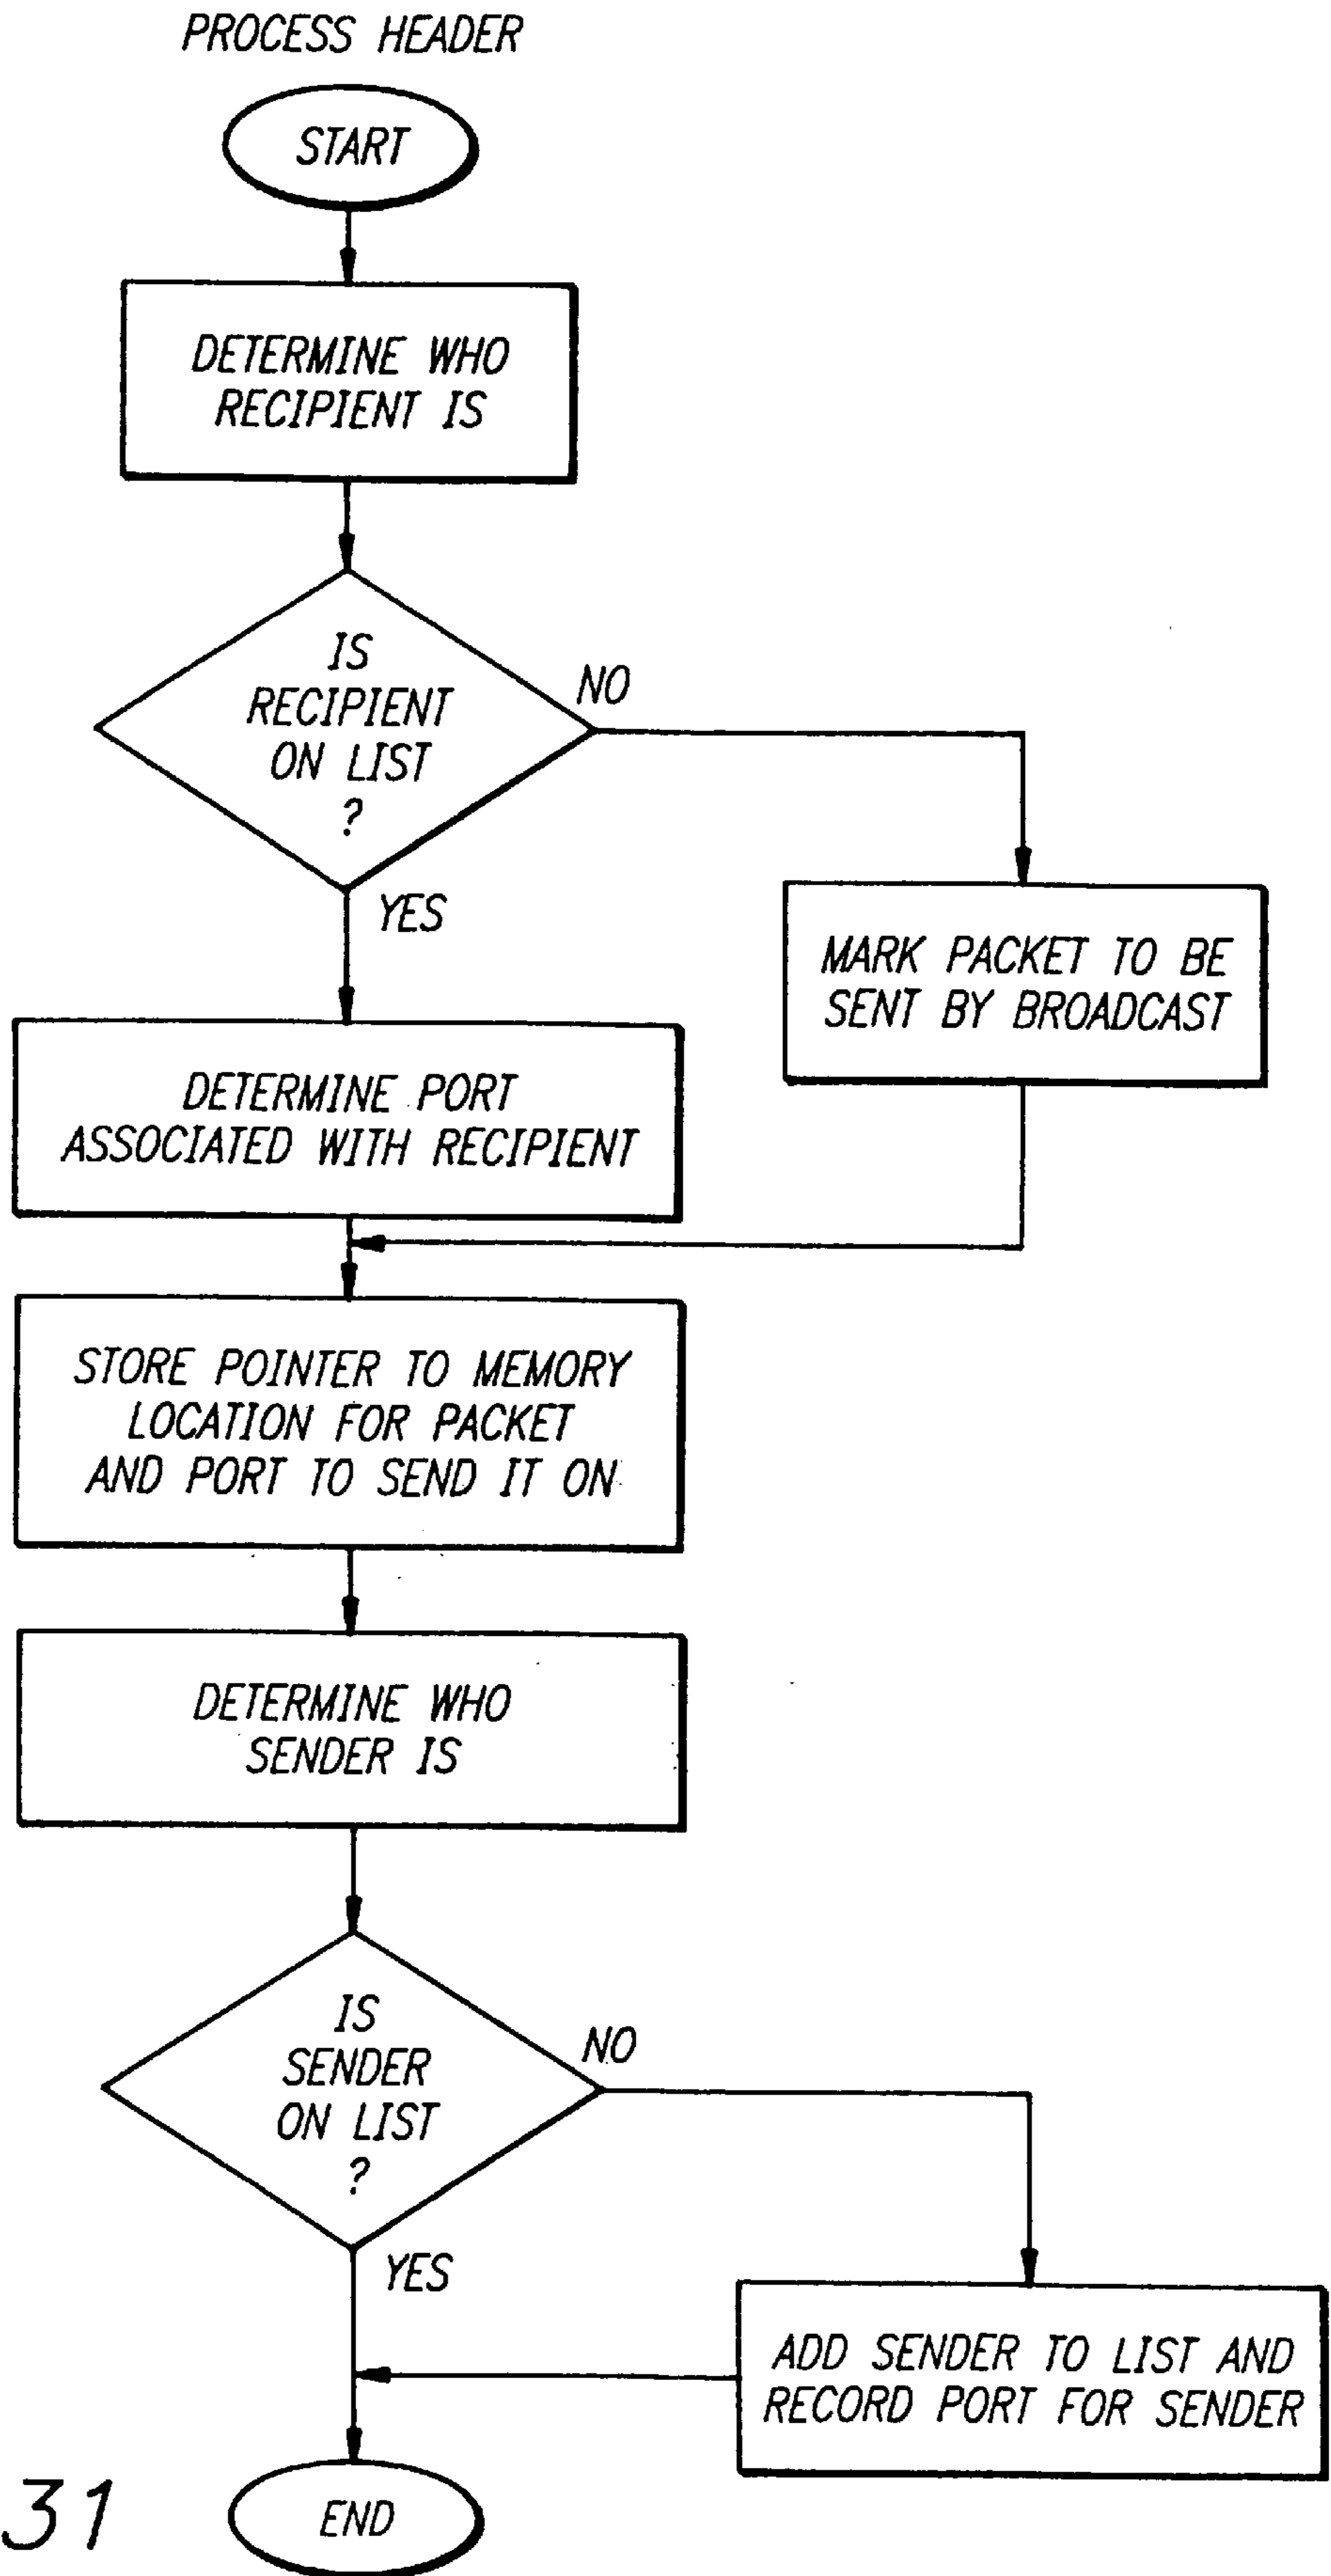 PROCESS HEADER
START
DETERMINE WHO
RECIPIENT IS
IS
RECIPIENT
ON LIST
?
NO
YES
MARK PACKET TO BE
SENT BY BROADCAST
DETERMINE PORT
ASSOCIATED WITH RECIPIENT
STORE POINTER TO MEMORY
LOCATION FOR PACKET
AND PORT TO SEND IT ON
DETERMINE WHO
SENDER IS
IS
SENDER
ON LIST
?
NO
YES
ADD SENDER TO LIST AND
RECORD PORT FOR SENDER
END
31